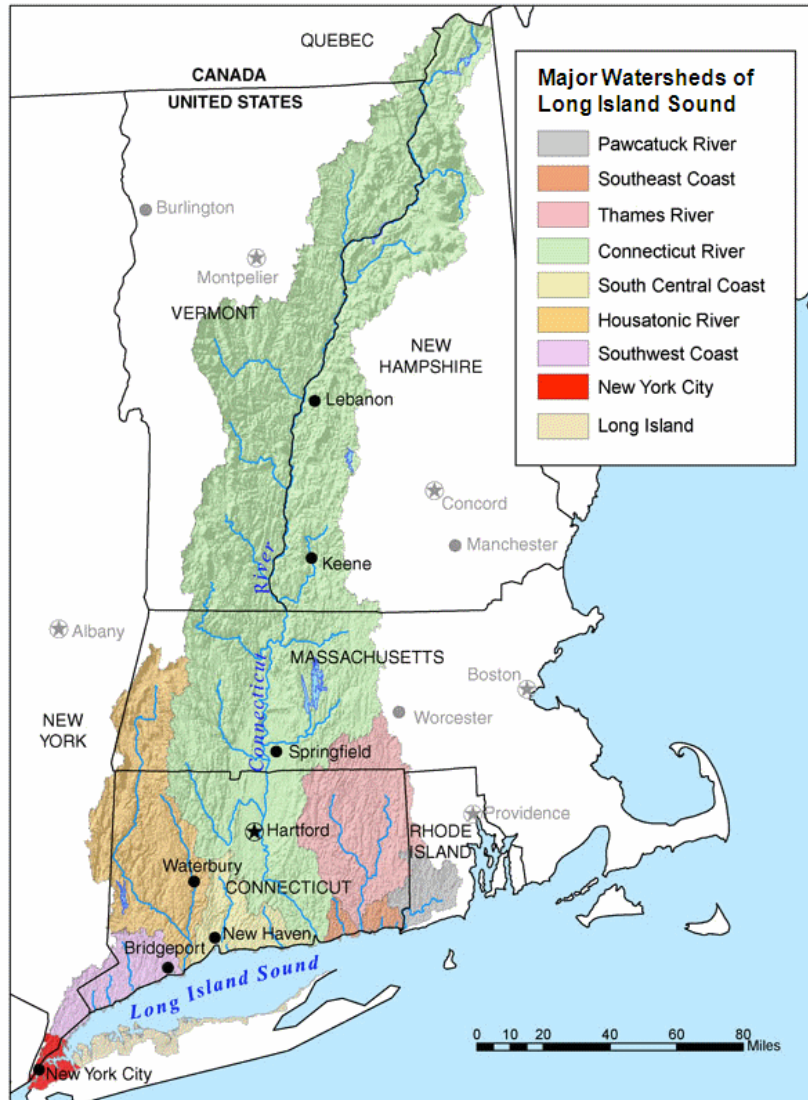 QUEBEC
CANADA
UNITED STATES
Major Watersheds of
Long Island Sound
Pawcatuck River
Southeast Coast
Thames River
Connecticut River
South Central Coast
Housatonic River
Southwest Coast
New York City
Long Island
Burlington
Montpelier
VERMONT
NEW
HAMPSHIRE
Lebanon
Concord
Manchester
Keene
Connecticut River
Albany
MASSACHUSETTS
Boston
NEW
YORK
Worcester
Springfield
Hartford
Providence
RHODE
ISLAND
Waterbury
CONNECTICUT
New Haven
Bridgeport
Long Island Sound
New York City
0 10 20 40 60 80
Miles